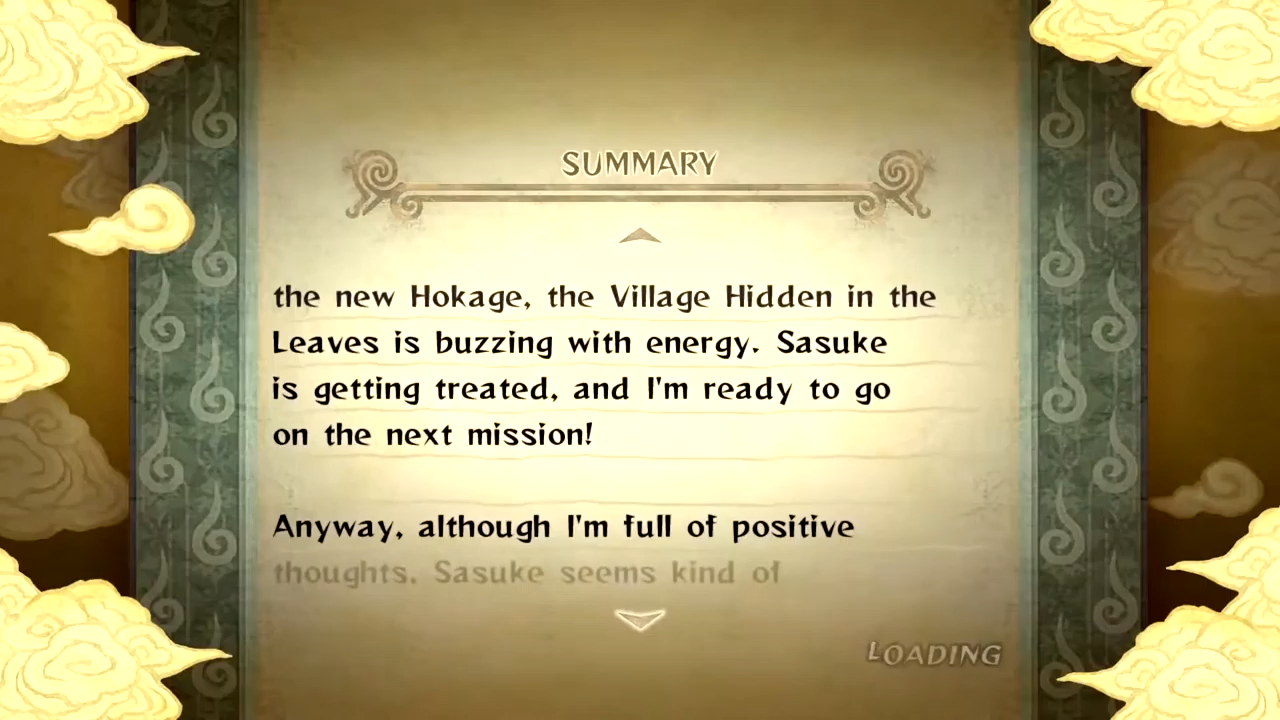 SUMMARY
the new Hokage, the Village Hidden in the
Leaves is buzzing with energy. Sasuke
is getting treated, and I'm ready to go
on the next mission!
Anyway, although I'm full of positive
thoughts. Sasuke seems kind of
LOADING